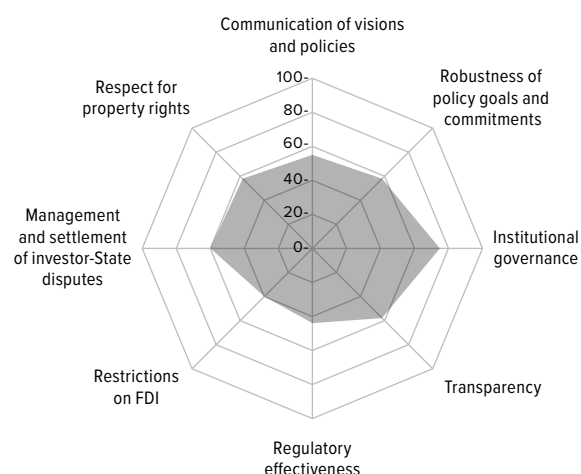 Communication of visions
and policies
Robustness of
policy goals and
commitments
Institutional
governance
Transparency
Regulatory
effectiveness
Restrictions
on FDI
Management
and settlement
of investor-State
disputes
Respect for
property rights
100-
80-
60-
40-
20-
0-